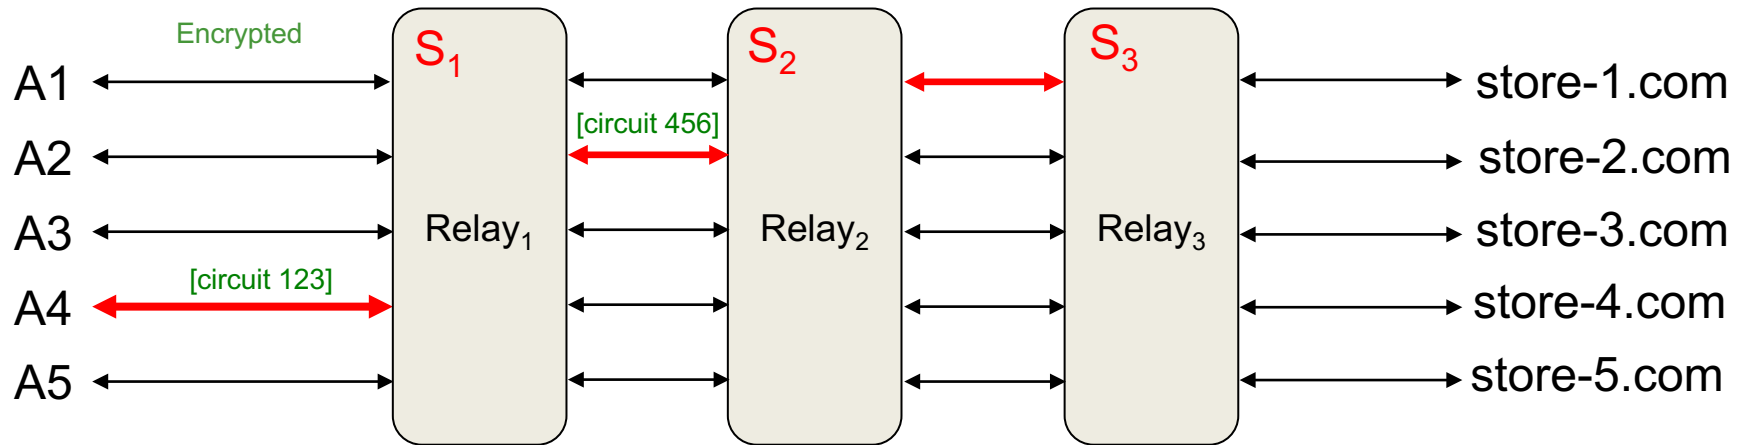 Encrypted
S₁
S₂
S₃
A1
store-1.com
[circuit 456]
A2
store-2.com
A3
Relay₁
Relay₂
Relay₃
store-3.com
[circuit 123]
A4
store-4.com
A5
store-5.com